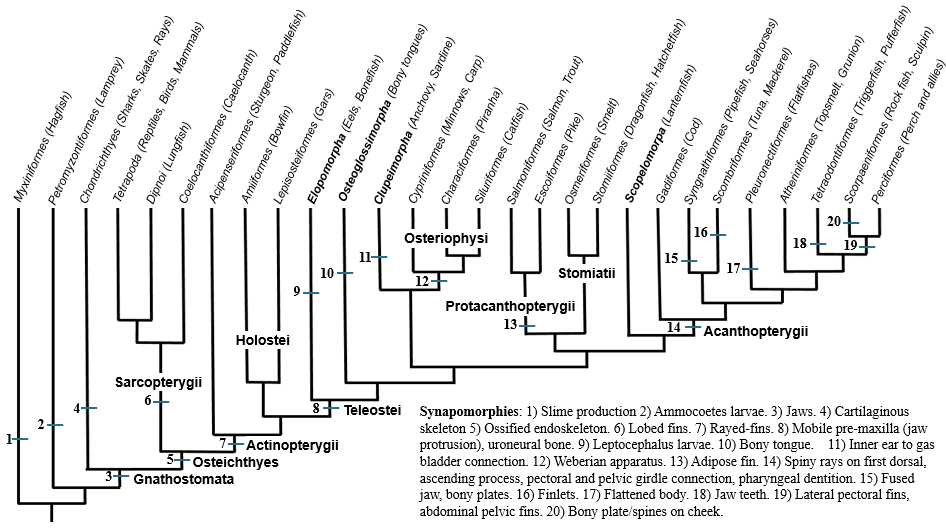 Myxiniformes (Hagfish)
Petromyzontiformes (Lamprey)
Chondrichthyes (Sharks, Skates, Rays)
Tetrapoda (Reptiles, Birds, Mammals)
Dipnoi (Lungfish)
Coelocanthiformes (Caelocanth)
Acipenseriformes (Sturgeon, Paddlefish)
Amiiformes (Bowfin)
Lepisosteiformes (Gars)
Elopomorpha (Eels, Bonefish)
Osteoglossimorpha (Bony tongues)
Clupeimorpha (Anchory, Sardine)
Cypriniformes (Minnows, Carp)
Characiformes (Piranha)
Siluriformes (Catfish)
Salmoniformes (Salmon, Trout)
Escoiformes (Pike)
Osmeriformes (Smelt)
Stomiiformes (Dragonfish, Hatchetfish)
Scopelomorpa (Lanternfish)
Gadiformes (Cod)
Syngnathiformes (Pipefish, Seahorses)
Scombriformes (Tuna, Mackerel)
Pleuronectiformes (Flatfishes)
Atheriniformes (Topsmelt, Grunion)
Tetraodontiformes (Triggerfish, Pufferfish)
Scorpaeniformes (Rock fish, Sculpin)
Perciformes (Perch and allies)
20
16
Osteriophysi
18
19
11
15
10
12
Stomiatii
17
9
Protacanthopterygii
13
14
Acanthopterygii
Holostei
Sarcopterygii
6
4
8
Teleostei
2
1
7
Actinopterygii
5
Osteichthyes
3
Gnathostomata
Synapomorphies: 1) Slime production 2) Ammocoetes larvae. 3) Jaws. 4) Cartilaginous
skeleton 5) Ossified endoskeleton. 6) Lobed fins. 7) Rayed-fins. 8) Mobile pre-maxilla (jaw
protrusion), uroneural bone. 9) Leptocephalus larvae. 10) Bony tongue. 11) Inner ear to gas
bladder connection. 12) Weberian apparatus. 13) Adipose fin. 14) Spiny rays on first dorsal,
ascending process, pectoral and pelvic girdle connection, pharyngeal dentition. 15) Fused
jaw, bony plates. 16) Finlets. 17) Flattened body. 18) Jaw teeth. 19) Lateral pectoral fins,
abdominal pelvic fins. 20) Bony plate/spines on cheek.